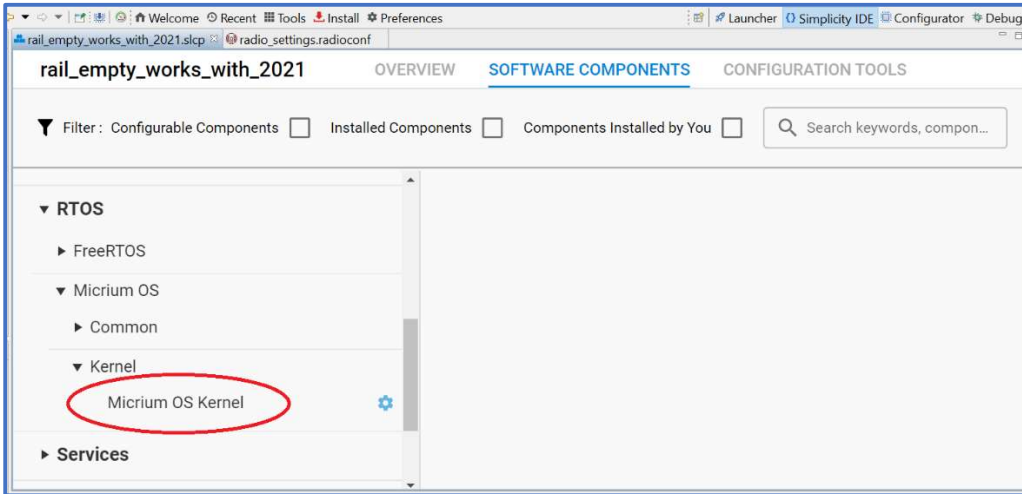 Welcome Recent Tools Install Preferences Launcher {} Simplicity IDE Configurator Debug
rail_empty_works_with_2021.slcp radio_settings.radioconf
rail_empty_works_with_2021 OVERVIEW SOFTWARE COMPONENTS CONFIGURATION TOOLS
Filter : Configurable Components Installed Components Components Installed by You Search keywords, compon...
RTOS
FreeRTOS
Micrium OS
Common
Kernel
Micrium OS Kernel
Services